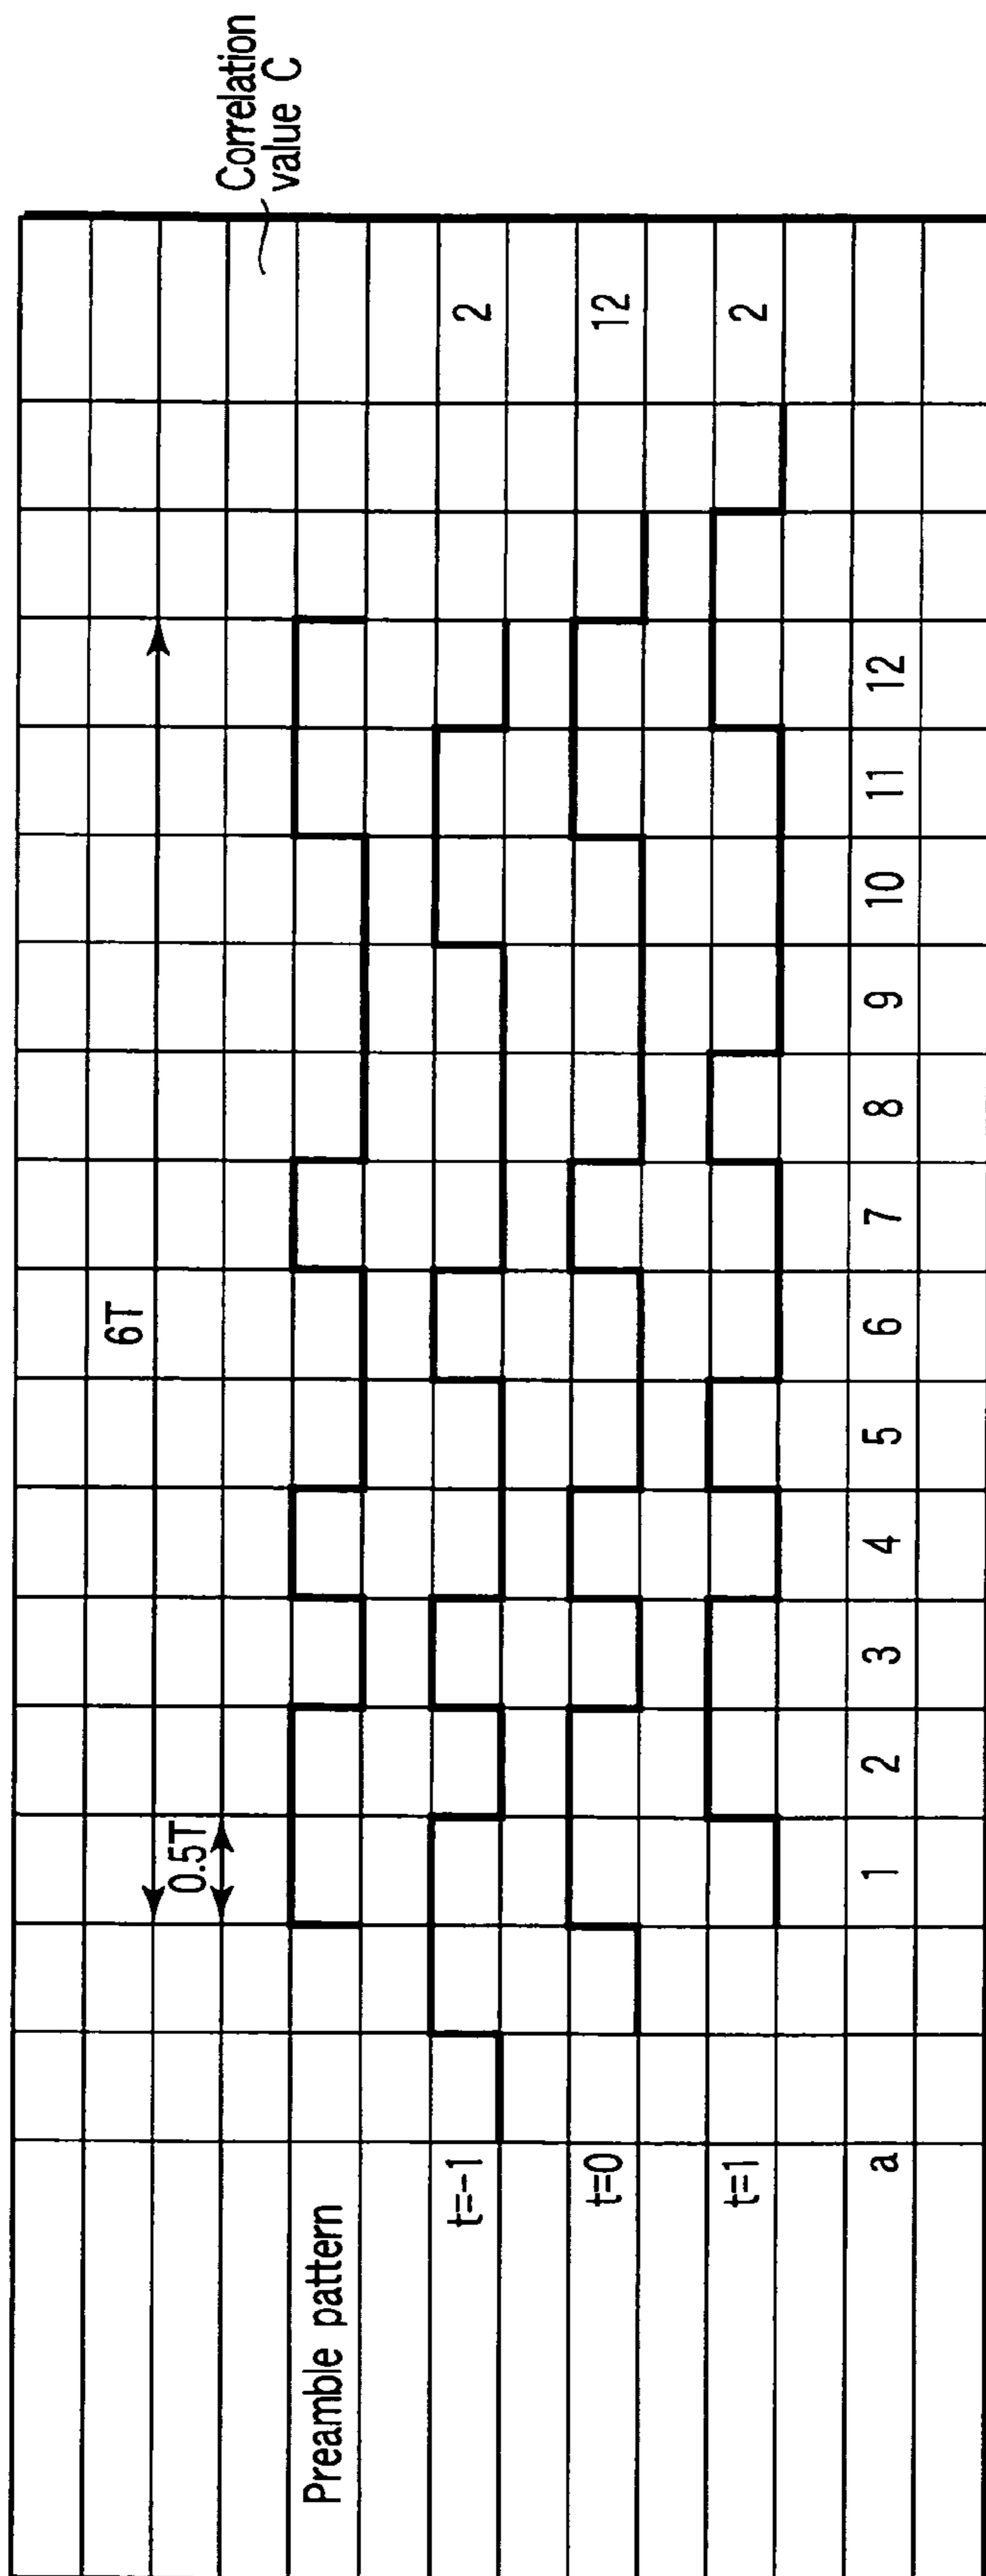 Correlation
value C
6T
0.5T
Preamble pattern
t=-1 2
t=0 12
t=1 2
a 1 2 3 4 5 6 7 8 9 10 11 12